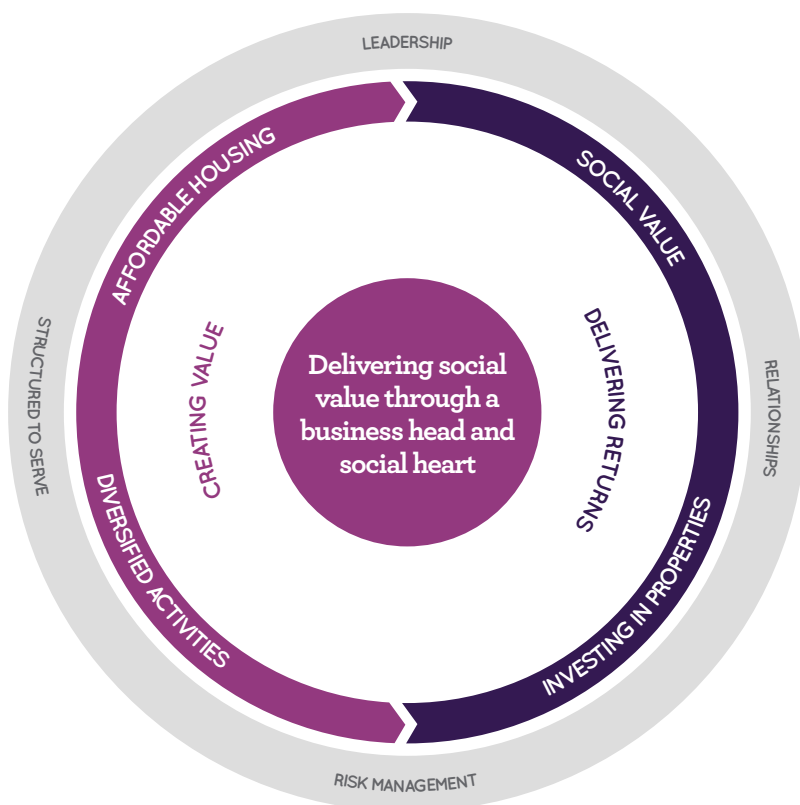 LEADERSHIP
AFFORDABLE HOUSING
SOCIAL VALUE
STRUCTURED TO SERVE
CREATING VALUE
Delivering social
value through a
business head and
social heart
DELIVERING RETURNS
RELATIONSHIPS
DIVERSIFIED ACTIVITIES
INVESTING IN PROPERTIES
RISK MANAGEMENT